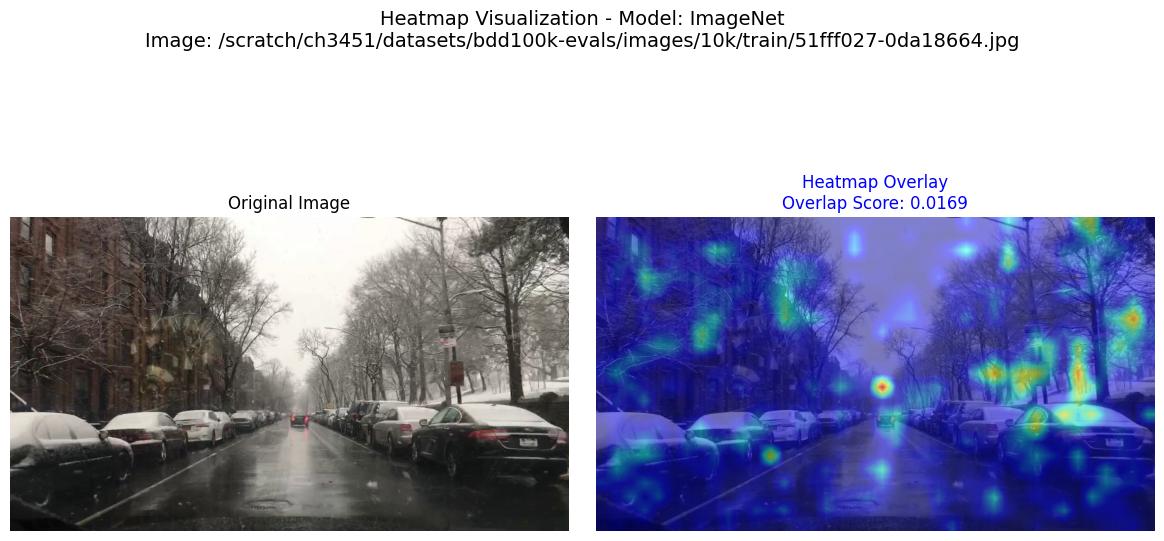 Heatmap Visualization - Model: ImageNet
Image: /scratch/ch3451/datasets/bdd100k-evals/images/10k/train/51fff027-0da18664.jpg
Original Image
Heatmap Overlay
Overlap Score: 0.0169